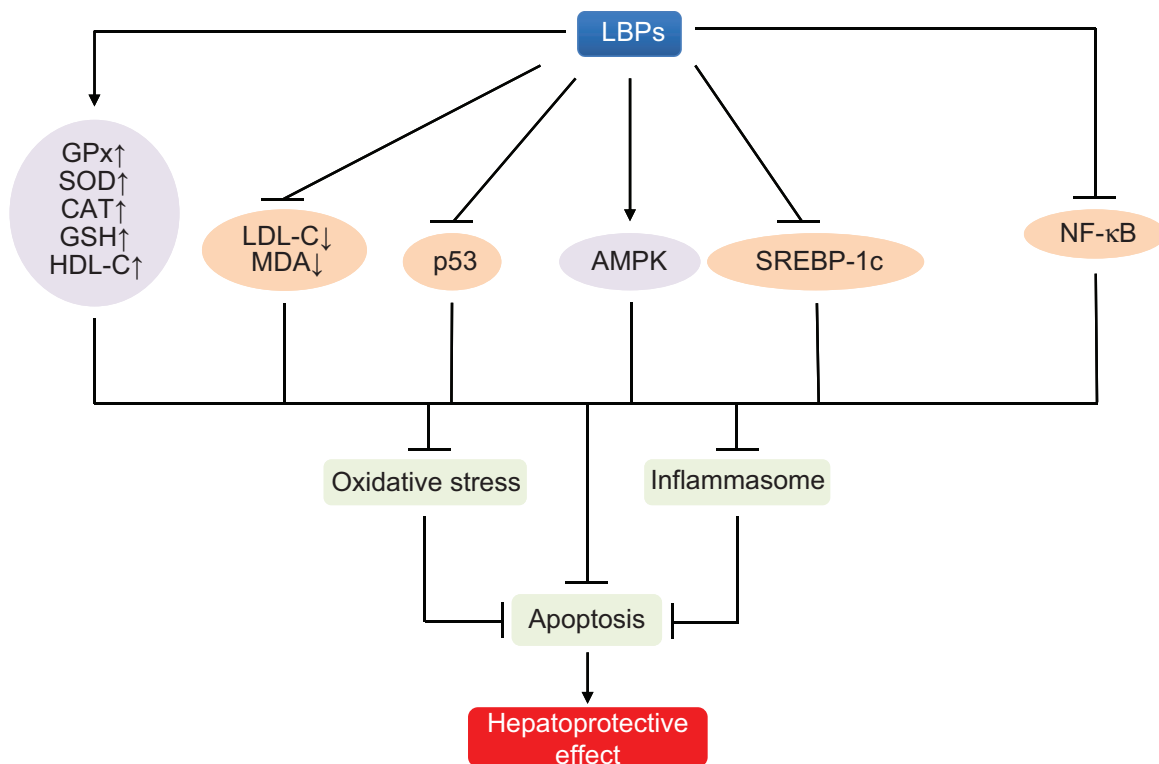 LBPs
GPx↑
SOD↑
CAT↑
GSH↑
HDL-C↑
LDL-C↓
MDA↓
p53
AMPK
SREBP-1c
NF-κB
Oxidative stress
Inflammasome
Apoptosis
Hepatoprotective
effect